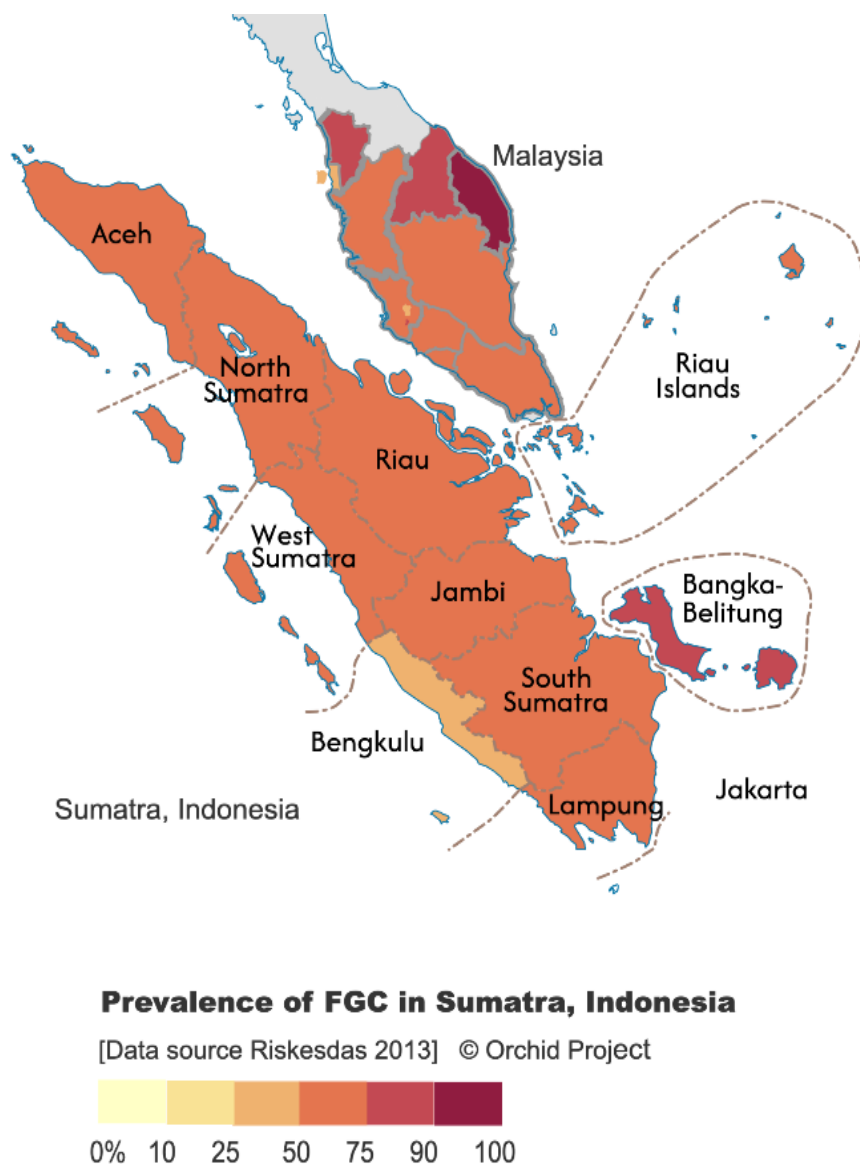 Malaysia
Aceh
North
Sumatra
Riau
Islands
Riau
West
Sumatra
Jambi
Bangka-
Belitung
South
Sumatra
Bengkulu
Jakarta
Lampung
Sumatra, Indonesia
Prevalence of FGC in Sumatra, Indonesia
[Data source Riskesdas 2013] © Orchid Project
0% 10 25 50 75 90 100